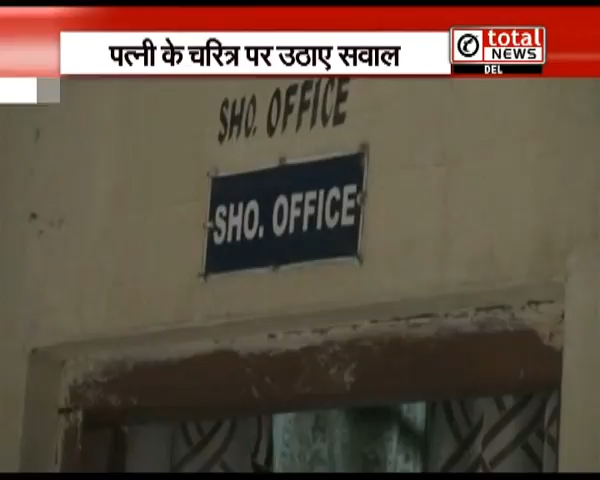 पत्नी के चरित्र पर उठाए सवाल
total
NEWS
DEL
SHO. OFFICE
SHO. OFFICE